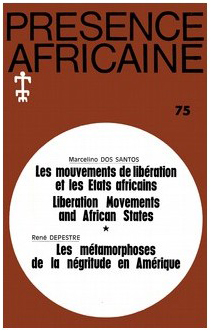 PRESENCE
AFRICAINE
75
Marcelino DOS SANTOS
Les mouvements de libération
et les Etats africains
Liberation Movements
and African States
★
René DEPESTRE
Les métamorphoses
de la négritude en Amérique